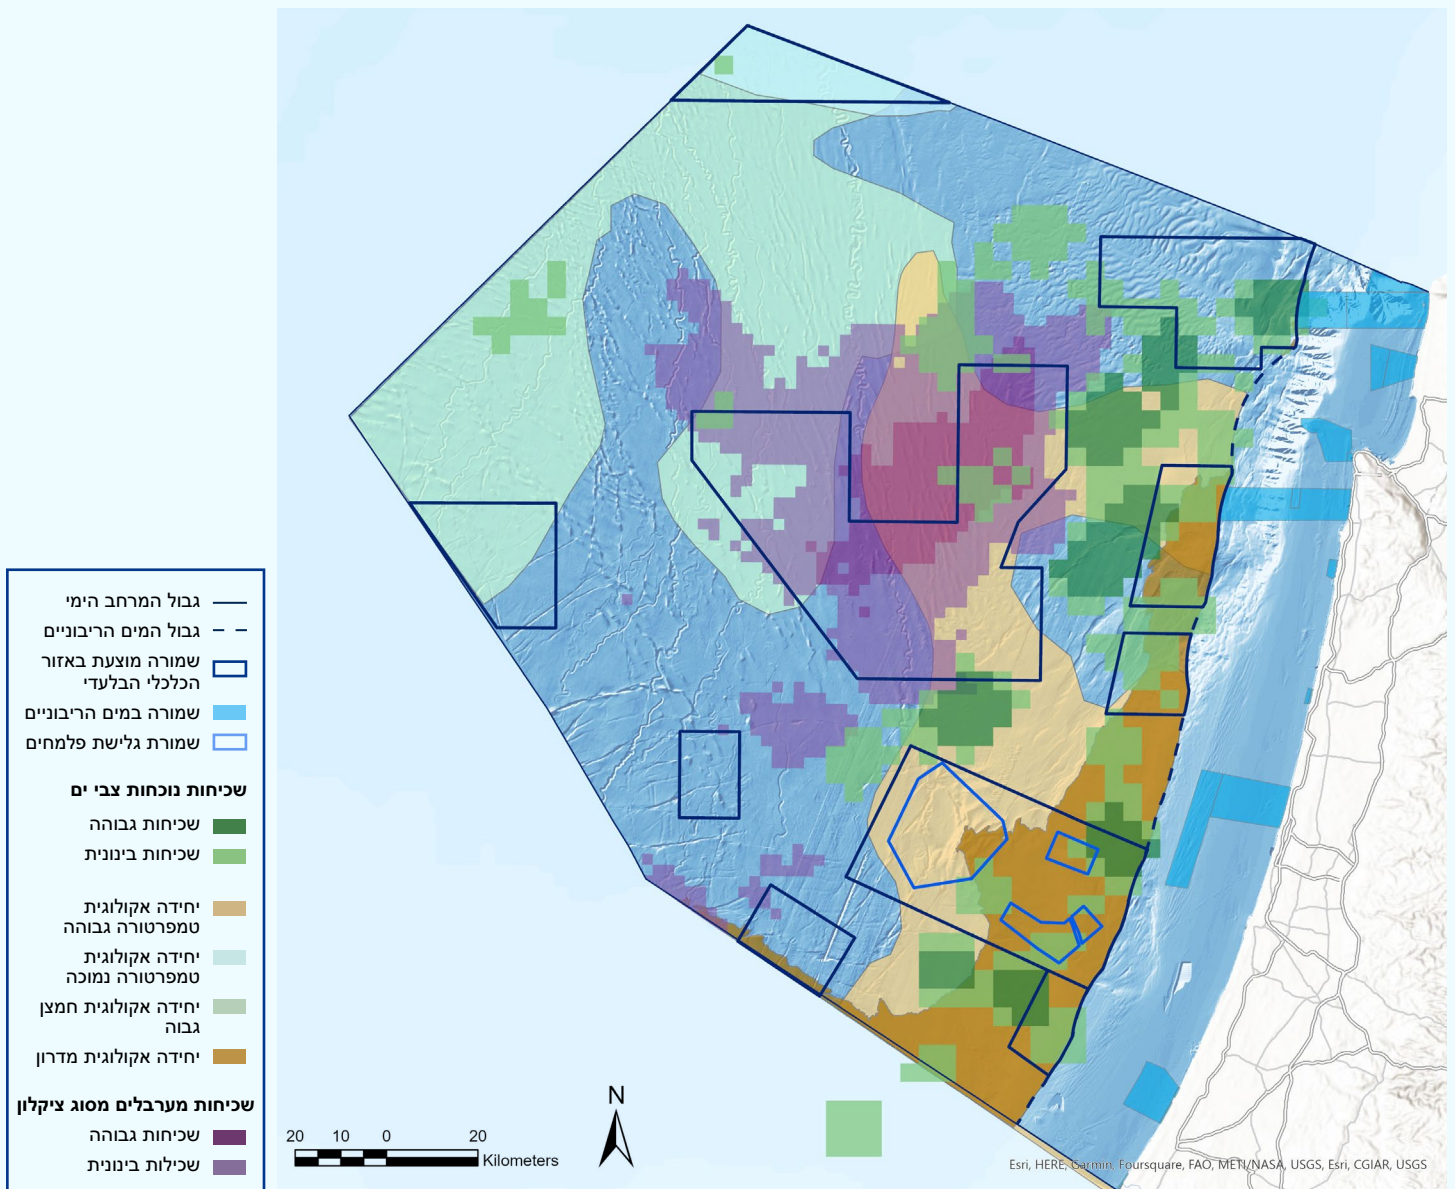 גבול המרחב הימי
גבול המים הריבוניים
שמורה מוצעת באזור
הכלכלי הבלעדי
שמורה במים הריבוניים
שמורת גלישת פלמחים
שכיחות נוכחות צבי ים
שכיחות גבוהה
שכיחות בינונית
יחידה אקולוגית
טמפרטורה גבוהה
יחידה אקולוגית
טמפרטורה נמוכה
יחידה אקולוגית חמצן
גבוה
יחידה אקולוגית מדרון
שכיחות מערבלים מסוג ציקלון
שכיחות גבוהה
שכילות בינונית
N
20 10 0 20
Kilometers
Esri, HERE, Garmin, Foursquare, FAO, METI/NASA, USGS, Esri, CGIAR, USGS